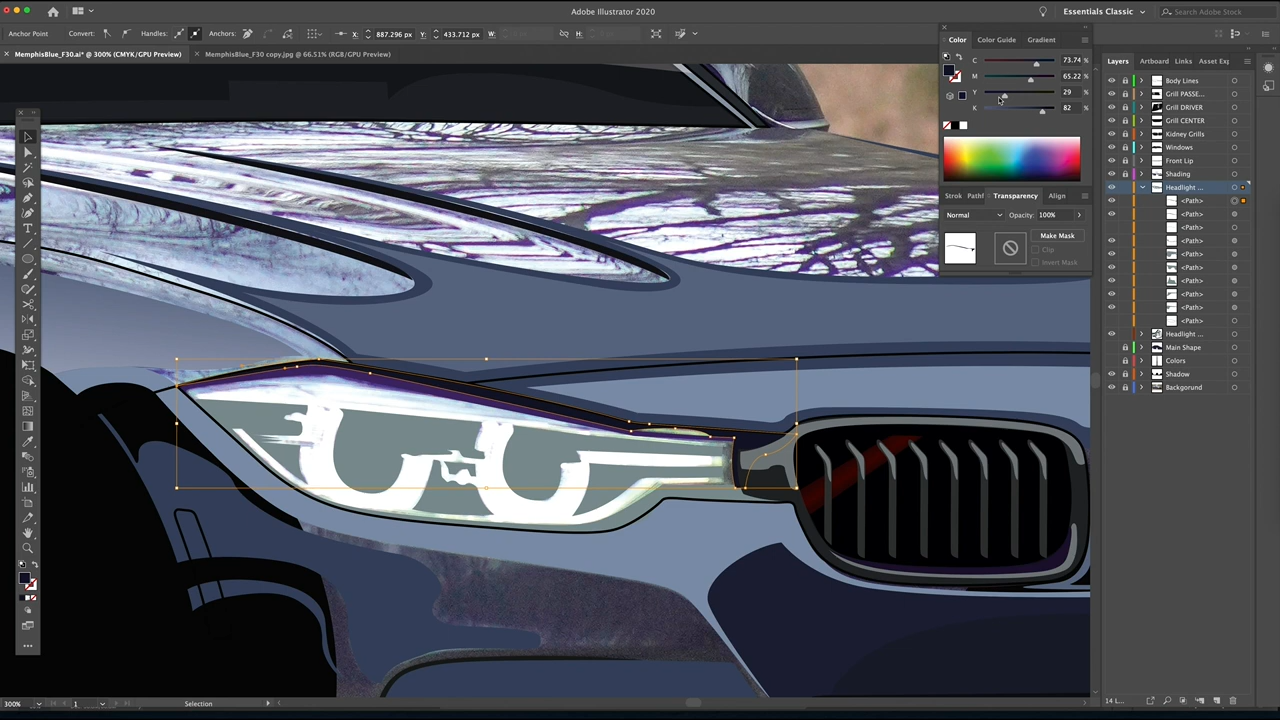 Adobe Illustrator 2020
Essentials Classic
Search Adobe Stock
Anchor Point
Convert:
Handles:
Anchors:
X: 887.296 px
Y: 433.712 px
W:
H:
MemphisBlue_F30.ai* @ 300% (CMYK/GPU Preview)
MemphisBlue_F30 copy.jpg @ 66.51% (RGB/GPU Preview)
Color
Color Guide
Gradient
C 73.74 %
M 65.22 %
Y 29 %
K 82 %
Strok
Pathf
Transparency
Align
Normal
Opacity: 100%
Make Mask
Clip
Invert Mask
Layers
Artboard
Links
Asset Exp
Body Lines
Grill PASSE...
Grill DRIVER
Grill CENTER
Kidney Grills
Windows
Front Lip
Shading
Headlight ...
<Path>
<Path>
<Path>
<Path>
<Path>
<Path>
<Path>
<Path>
<Path>
<Path>
Headlight ...
Main Shape
Colors
Shadow
Background
14 L...
300%
1
Selection